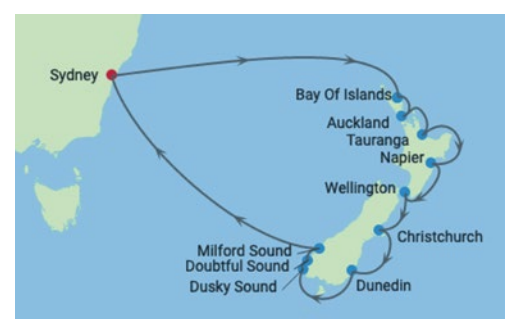 Sydney
Bay Of Islands
Auckland
Tauranga
Napier
Wellington
Christchurch
Milford Sound
Doubtful Sound
Dusky Sound
Dunedin